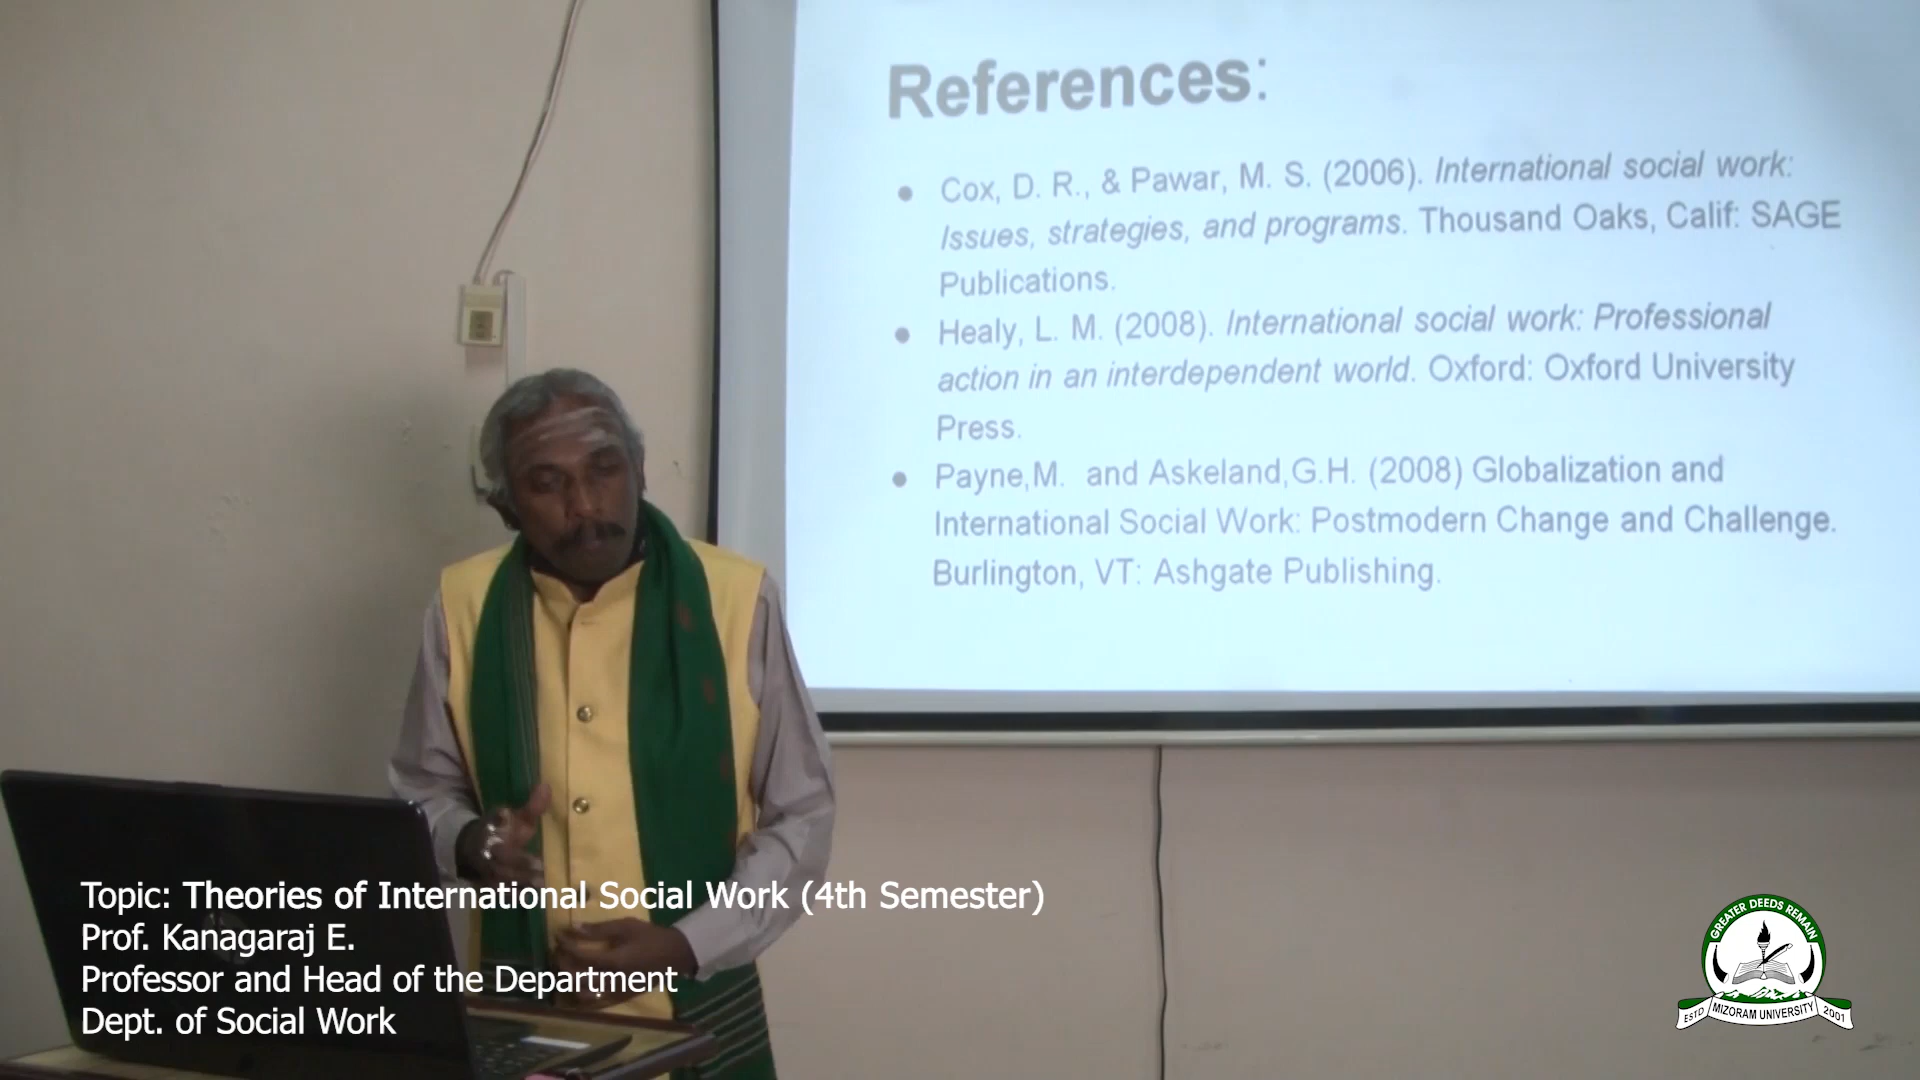 References:
Cox, D. R., & Pawar, M. S. (2006). International social work:
Issues, strategies, and programs. Thousand Oaks, Calif: SAGE
Publications.
Healy, L. M. (2008). International social work: Professional
action in an interdependent world. Oxford: Oxford University
Press.
Payne,M. and Askeland,G.H. (2008) Globalization and
International Social Work: Postmodern Change and Challenge.
Burlington, VT: Ashgate Publishing.
Topic: Theories of International Social Work (4th Semester)
Prof. Kanagaraj E.
Professor and Head of the Department
Dept. of Social Work
GREATER DEEDS REMAIN
ESTD MIZORAM UNIVERSITY 2001